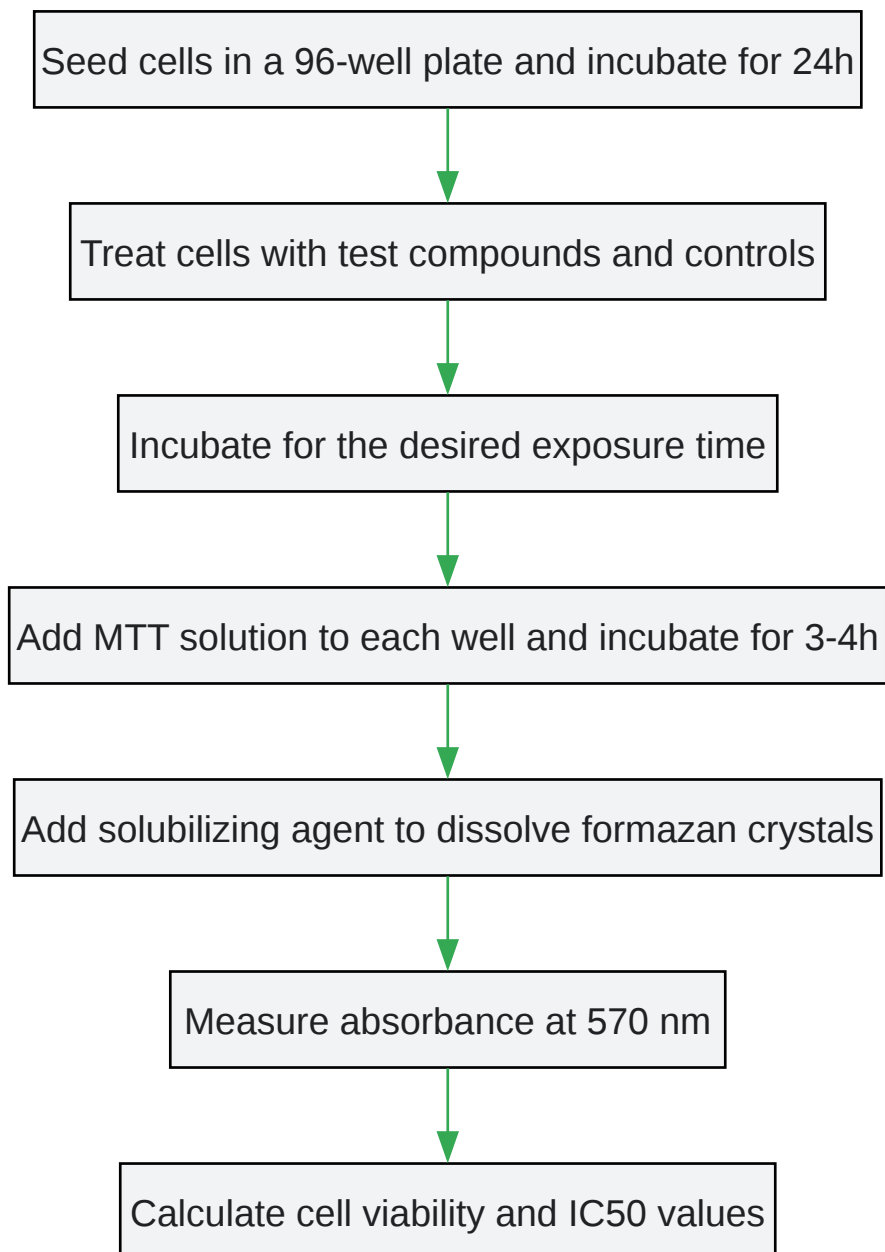 Seed cells in a 96-well plate and incubate for 24h
Treat cells with test compounds and controls
Incubate for the desired exposure time
Add MTT solution to each well and incubate for 3-4h
Add solubilizing agent to dissolve formazan crystals
Measure absorbance at 570 nm
Calculate cell viability and IC50 values